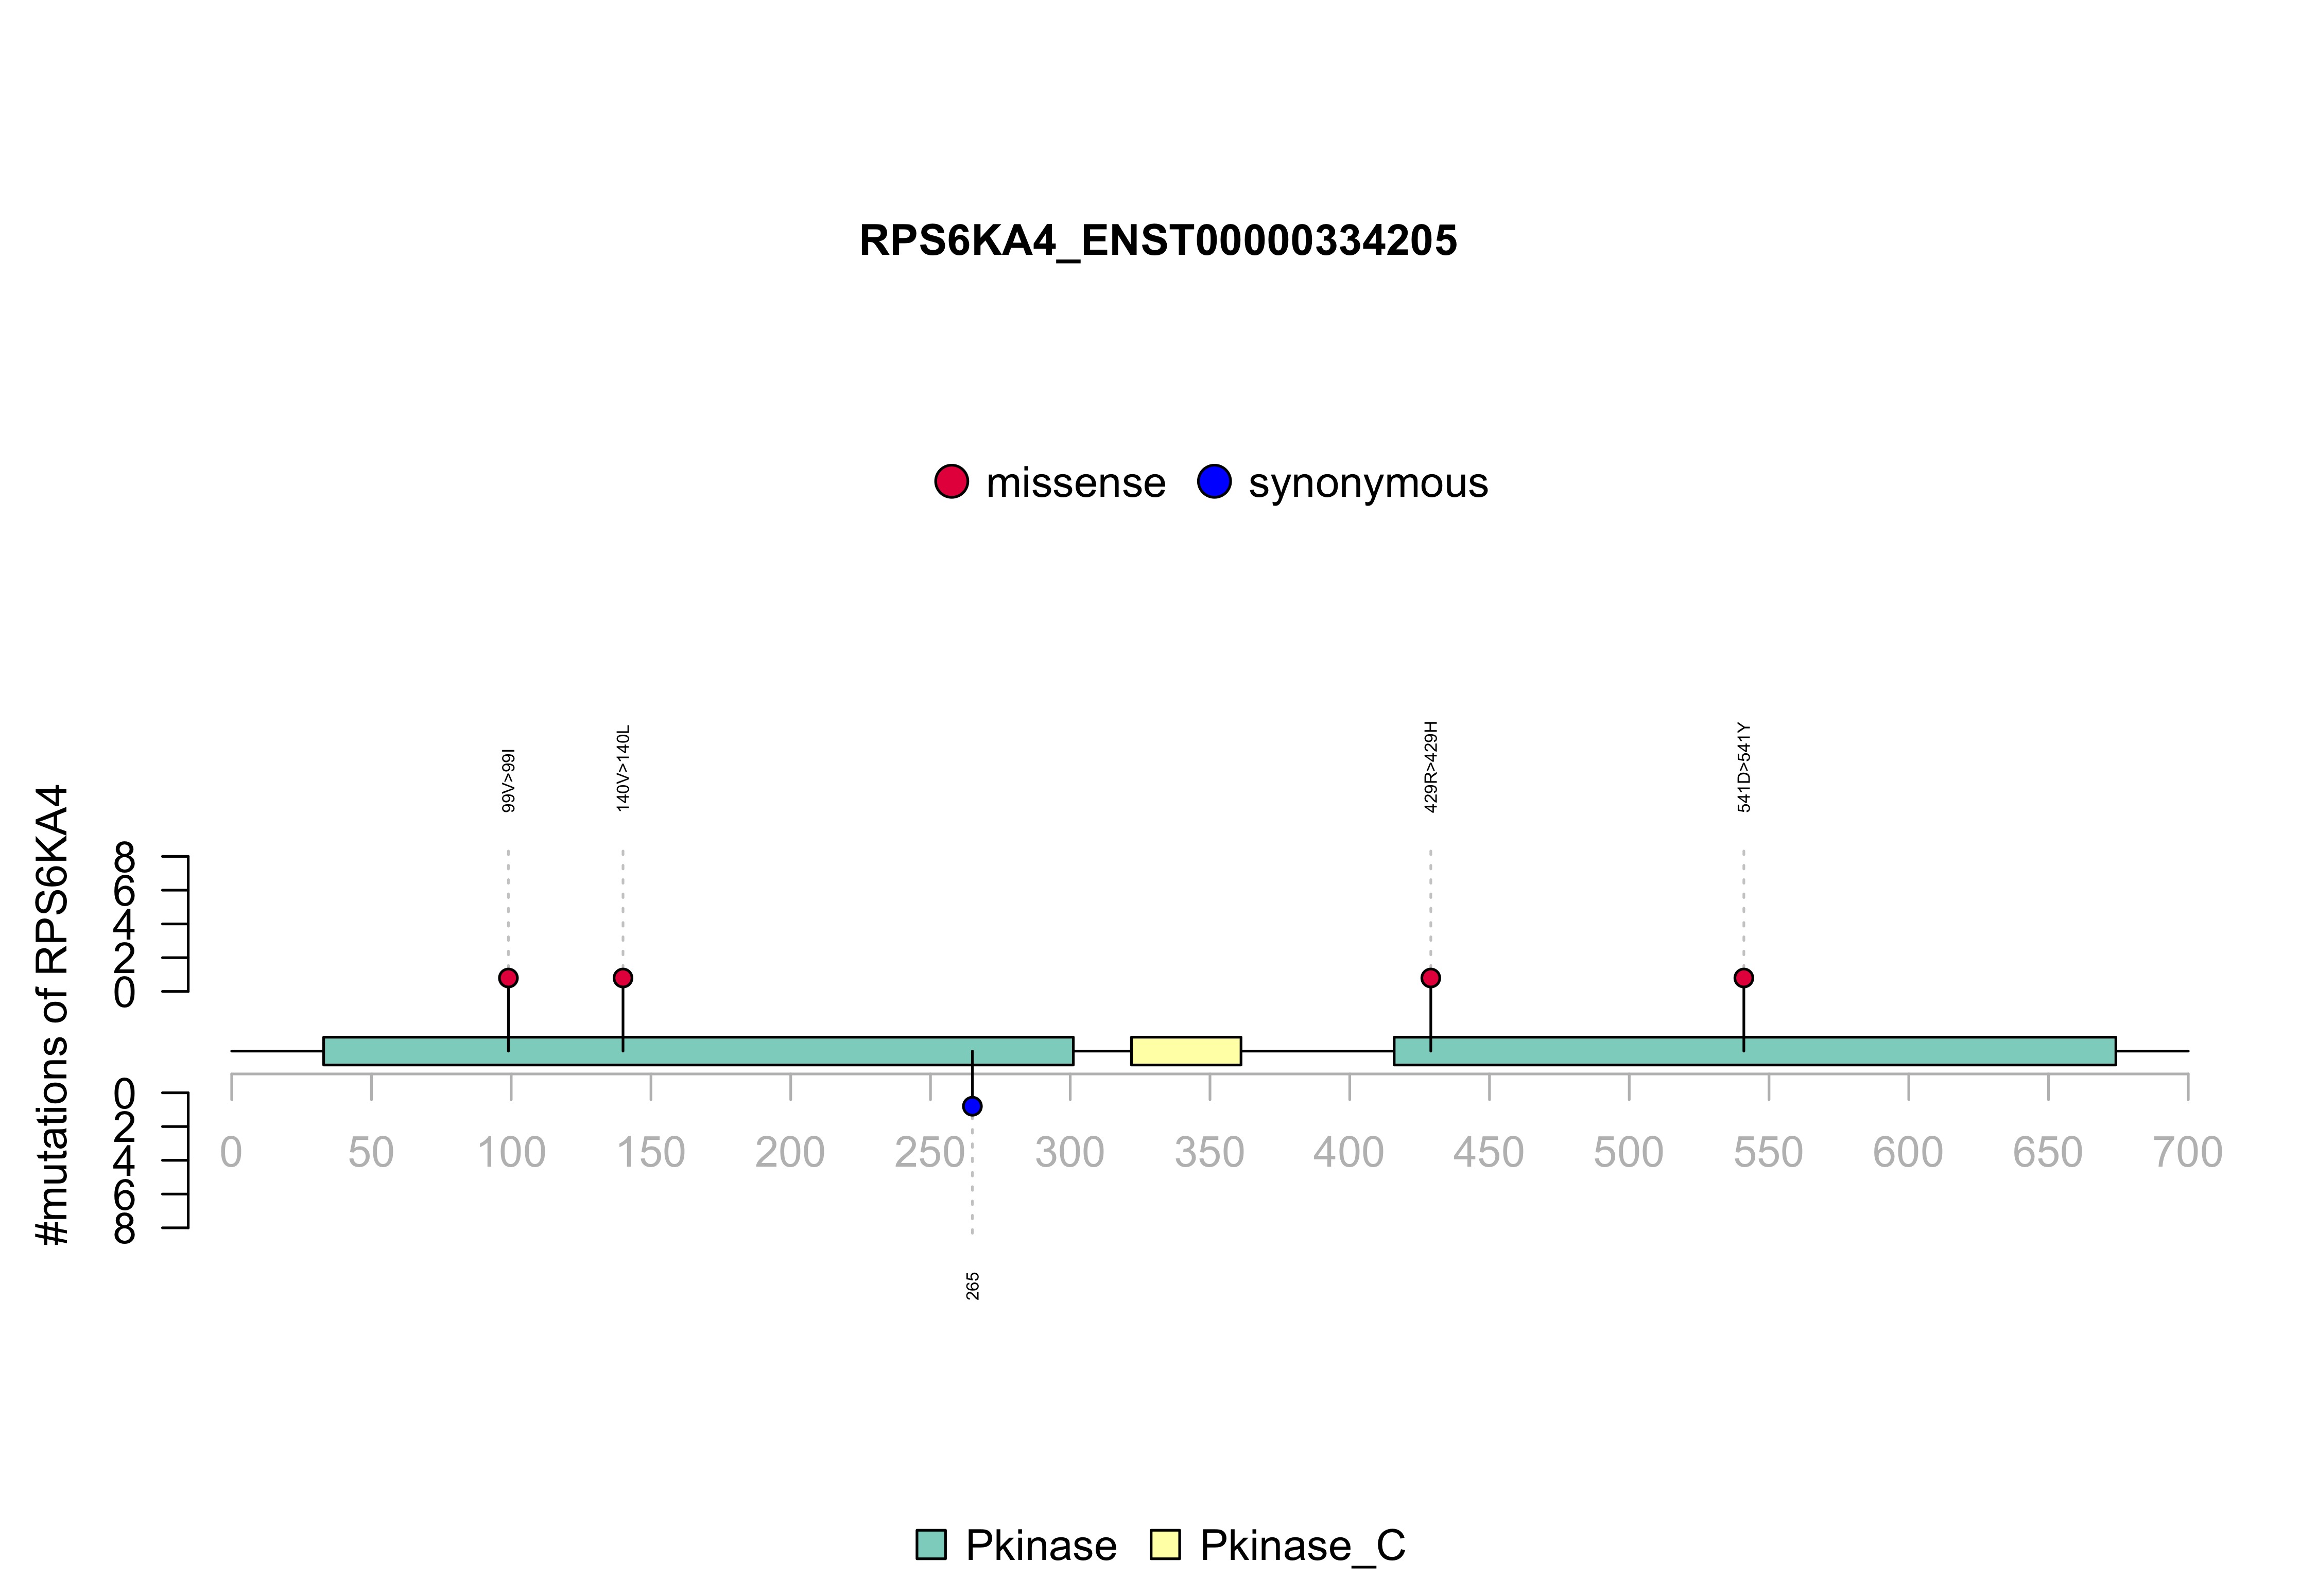 RPS6KA4_ENST00000334205
missense synonymous
99V>99I
140V>140L
429R>429H
541D>541Y
#mutations of RPS6KA4
8
6
4
2
0
0
2
4
6
8
0 50 100 150 200 250 300 350 400 450 500 550 600 650 700
265
Pkinase Pkinase_C